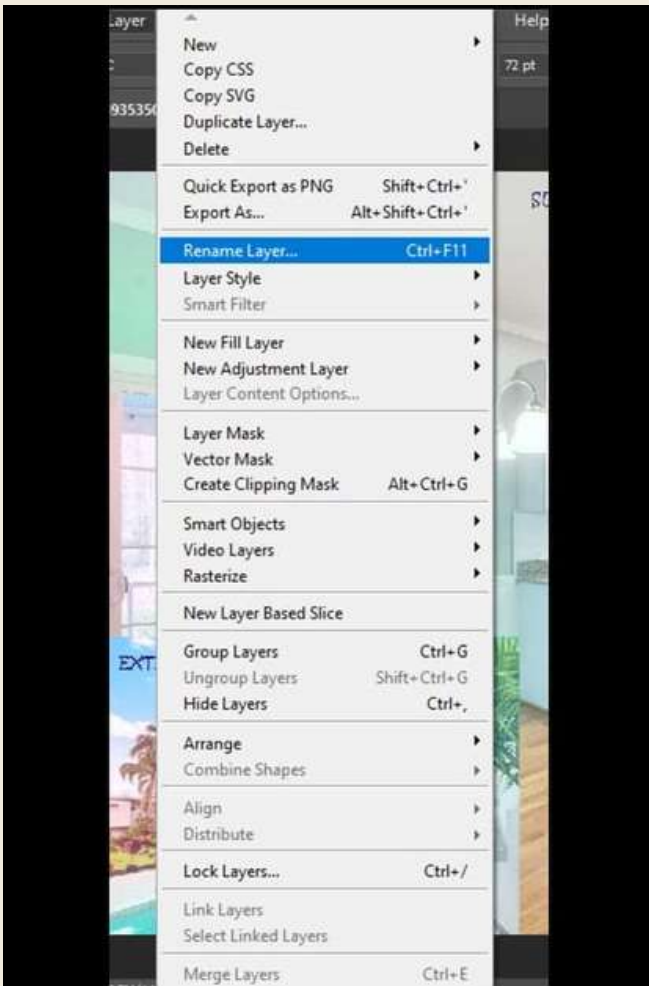 Layer Help
New
72 pt
Copy CSS
Copy SVG
Duplicate Layer...
Delete
Quick Export as PNG Shift+Ctrl+'
Export As... Alt+Shift+Ctrl+'
Rename Layer... Ctrl+F11
Layer Style
Smart Filter
New Fill Layer
New Adjustment Layer
Layer Content Options...
Layer Mask
Vector Mask
Create Clipping Mask Alt+Ctrl+G
Smart Objects
Video Layers
Rasterize
New Layer Based Slice
Group Layers Ctrl+G
EXT
Ungroup Layers Shift+Ctrl+G
Hide Layers Ctrl+,
Arrange
Combine Shapes
Align
Distribute
Lock Layers... Ctrl+/
Link Layers
Select Linked Layers
Merge Layers Ctrl+E